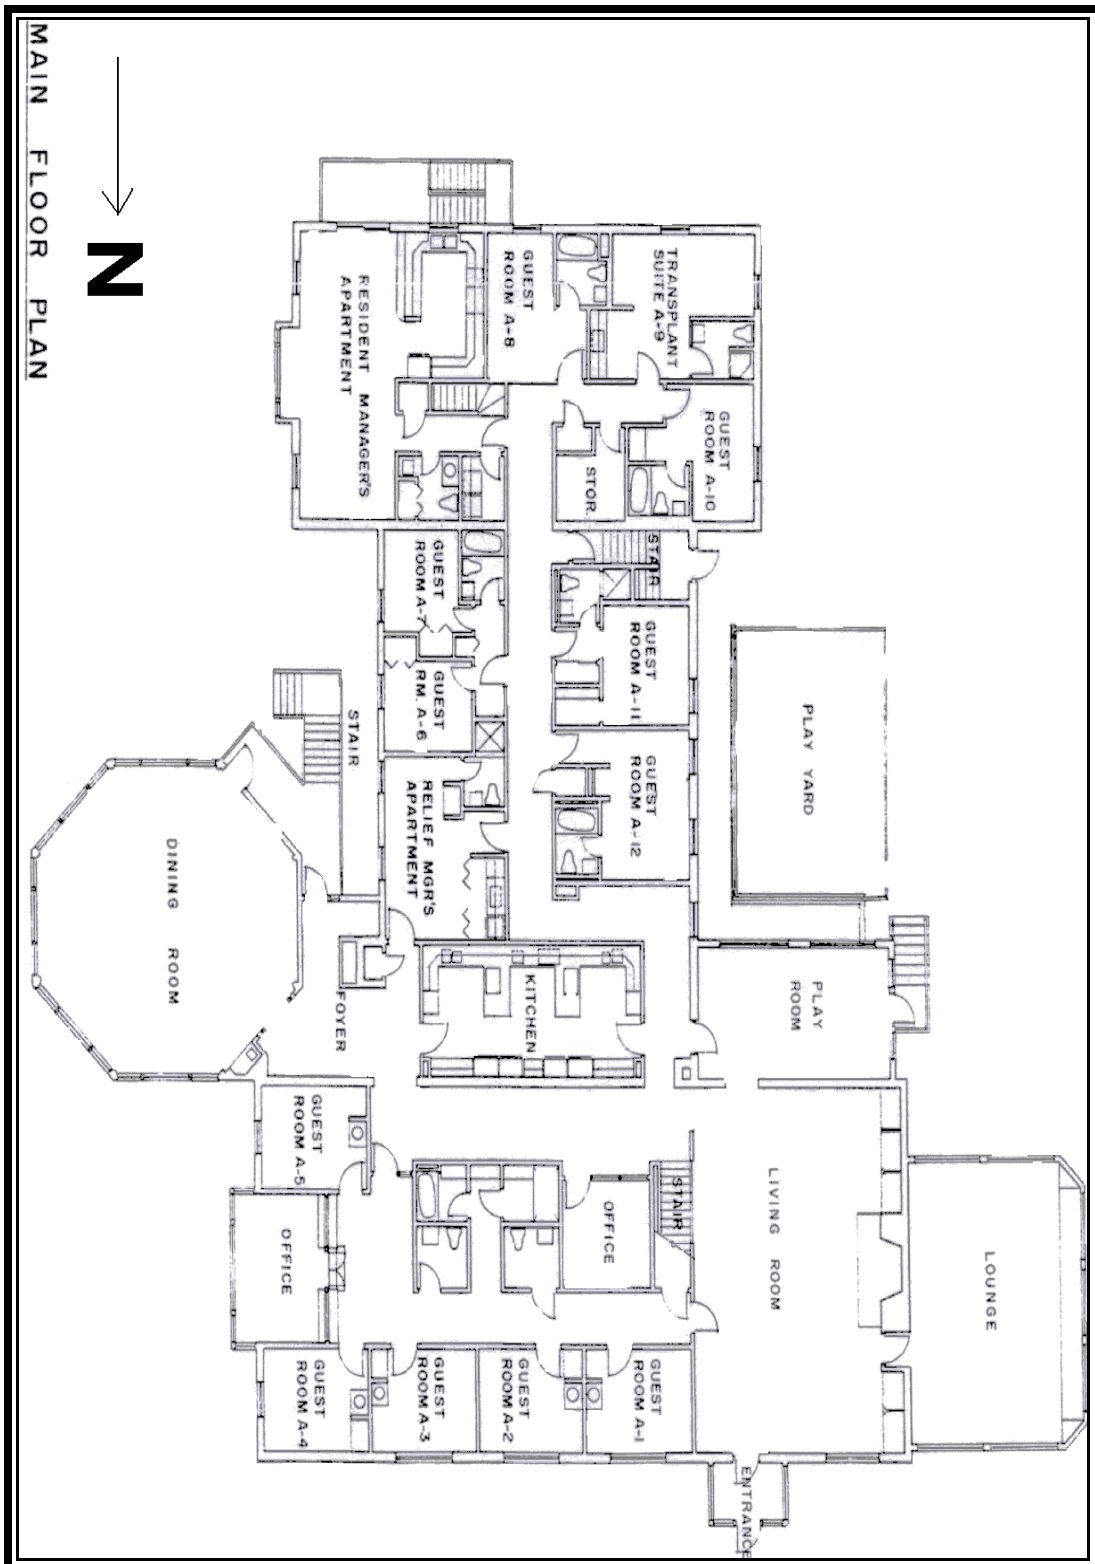 MAIN FLOOR PLAN
N
RESIDENT MANAGER'S
APARTMENT
GUEST
ROOM A-8
TRANSPLANT
SUITE A-9
GUEST
ROOM A-10
STOR.
STAIR
GUEST
ROOM A-7
GUEST
RM. A-6
GUEST
ROOM A-11
GUEST
ROOM A-12
PLAY YARD
STAIR
RELIEF MGR'S
APARTMENT
DINING ROOM
FOYER
KITCHEN
PLAY
ROOM
GUEST
ROOM A-5
OFFICE
OFFICE
STAIR
LIVING ROOM
LOUNGE
GUEST
ROOM A-4
GUEST
ROOM A-3
GUEST
ROOM A-2
GUEST
ROOM A-1
ENTRANCE